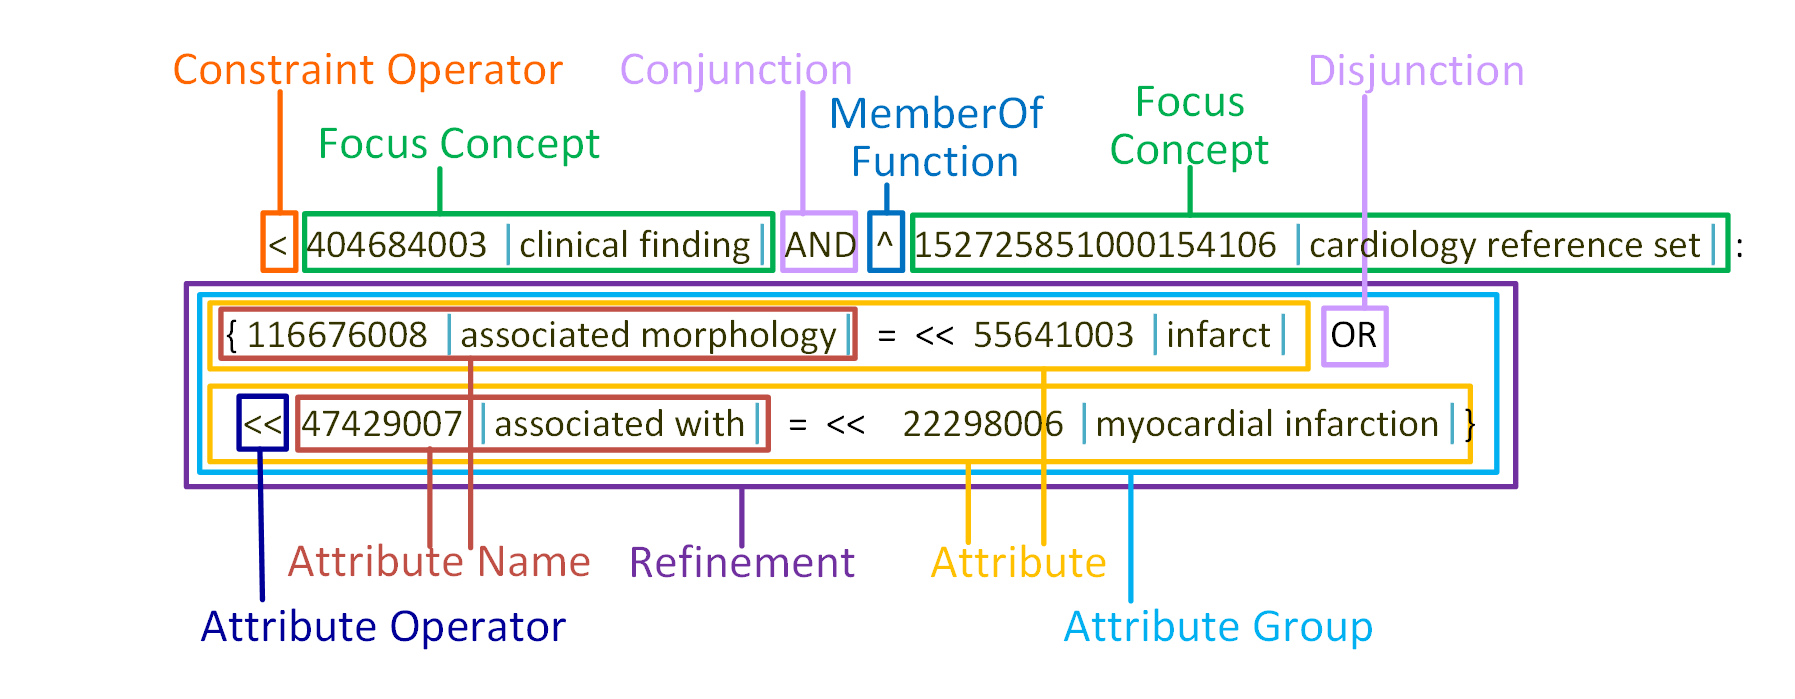 Constraint Operator Conjunction Disjunction
Focus Concept MemberOf Function Focus Concept
< 404684003 |clinical finding| AND ^ 152725851000154106 |cardiology reference set| :
{ 116676008 |associated morphology| = << 55641003 |infarct| OR
<< 47429007 |associated with| = << 22298006 |myocardial infarction| }
Attribute Name Refinement Attribute
Attribute Operator Attribute Group